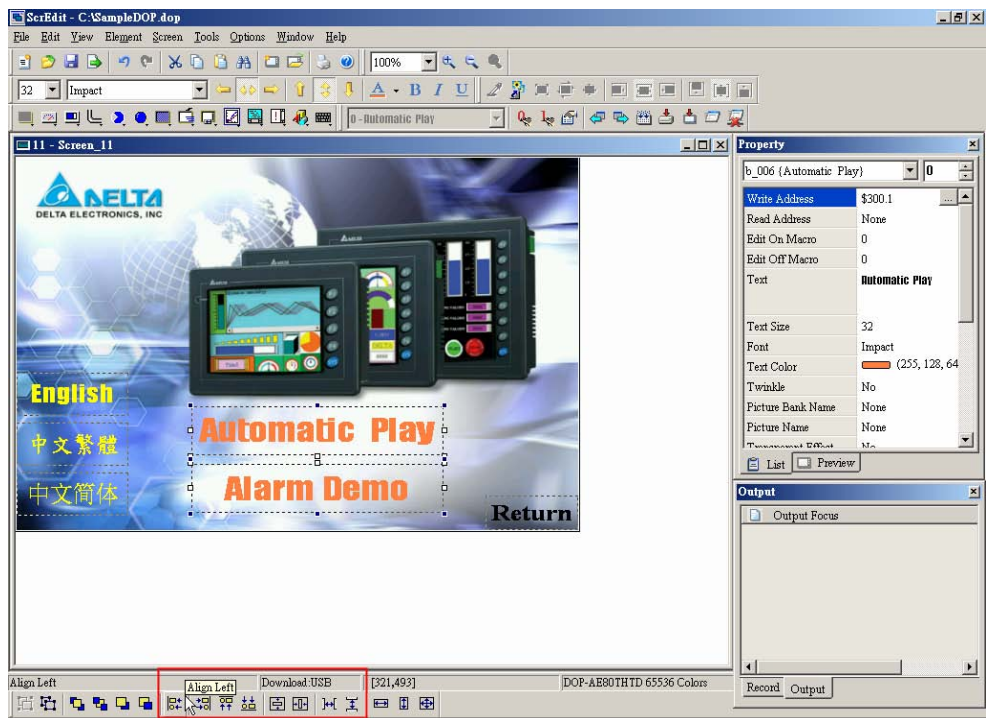 ScrEdit - C:\SampleDOP.dop
File Edit View Element Screen Tools Options Window Help
100%
32 Impact A B I U
0 - Automatic Play
11 - Screen_11
DELTA
DELTA ELECTRONICS, INC
English
中文繁體
中文简体
Automatic Play
Alarm Demo
Return
Property
b_006 {Automatic Play} 0
Write Address $300.1 ...
Read Address None
Edit On Macro 0
Edit Off Macro 0
Text Automatic Play
Text Size 32
Font Impact
Text Color (255, 128, 64
Twinkle No
Picture Bank Name None
Picture Name None
Transparent Effect No
List Preview
Output
Output Focus
Record Output
Align Left Download:USB [321,493] DOP-AE80THTD 65536 Colors
Align Left